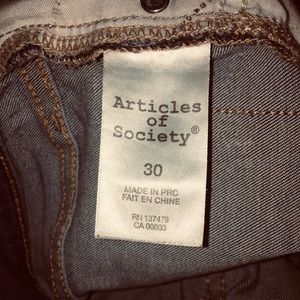 Articles
of
Society®
30
MADE IN PRC
FAIT EN CHINE
RN 137479
CA 00603